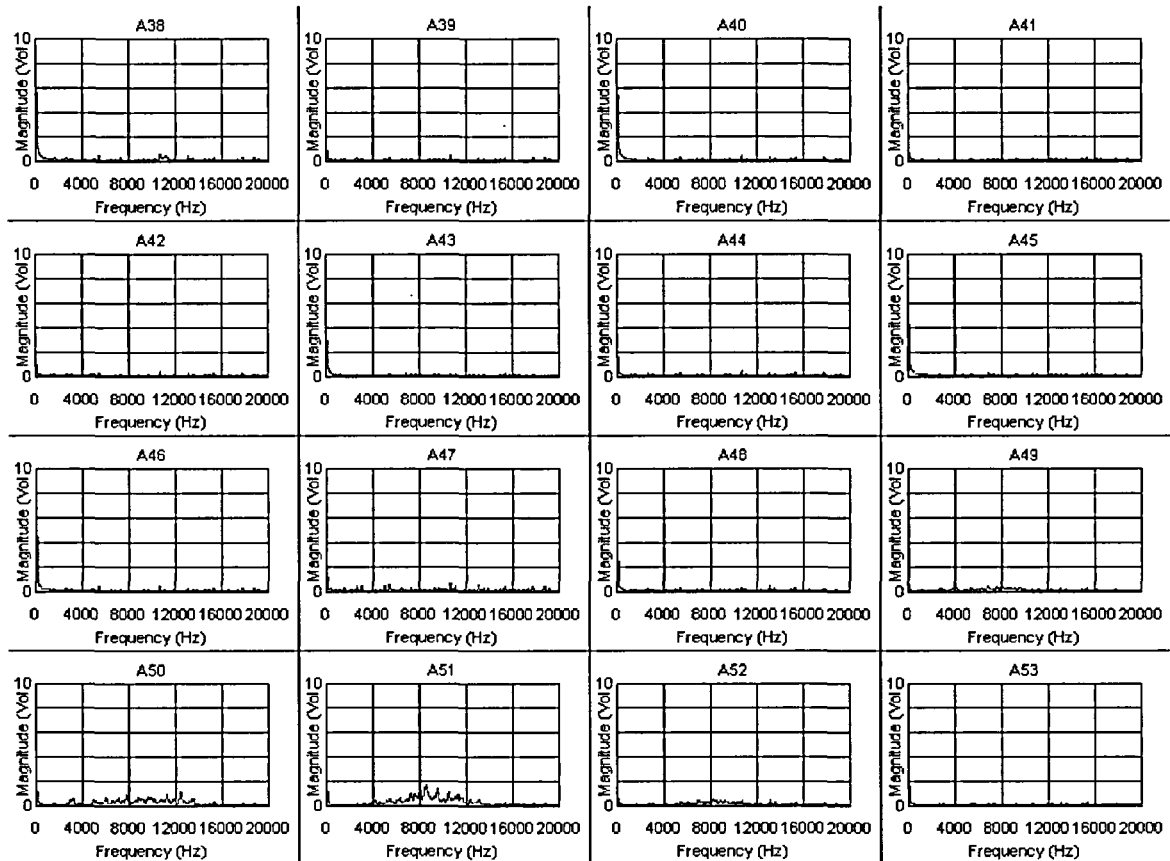 A38 A39 A40 A41
10 10 10 10
Magnitude (Vol Magnitude (Vol Magnitude (Vol Magnitude (Vol
0 0 0 0
0 4000 8000 12000 16000 20000 0 4000 8000 12000 16000 20000 0 4000 8000 12000 16000 20000 0 4000 8000 12000 16000 20000
Frequency (Hz) Frequency (Hz) Frequency (Hz) Frequency (Hz)
A42 A43 A44 A45
10 10 10 10
Magnitude (Vol Magnitude (Vol Magnitude (Vol Magnitude (Vol
0 0 0 0
0 4000 8000 12000 16000 20000 0 4000 8000 12000 16000 20000 0 4000 8000 12000 16000 20000 0 4000 8000 12000 16000 20000
Frequency (Hz) Frequency (Hz) Frequency (Hz) Frequency (Hz)
A46 A47 A48 A49
10 10 10 10
Magnitude (Vol Magnitude (Vol Magnitude (Vol Magnitude (Vol
0 0 0 0
0 4000 8000 12000 16000 20000 0 4000 8000 12000 16000 20000 0 4000 8000 12000 16000 20000 0 4000 8000 12000 16000 20000
Frequency (Hz) Frequency (Hz) Frequency (Hz) Frequency (Hz)
A50 A51 A52 A53
10 10 10 10
Magnitude (Vol Magnitude (Vol Magnitude (Vol Magnitude (Vol
0 0 0 0
0 4000 8000 12000 16000 20000 0 4000 8000 12000 16000 20000 0 4000 8000 12000 16000 20000 0 4000 8000 12000 16000 20000
Frequency (Hz) Frequency (Hz) Frequency (Hz) Frequency (Hz)